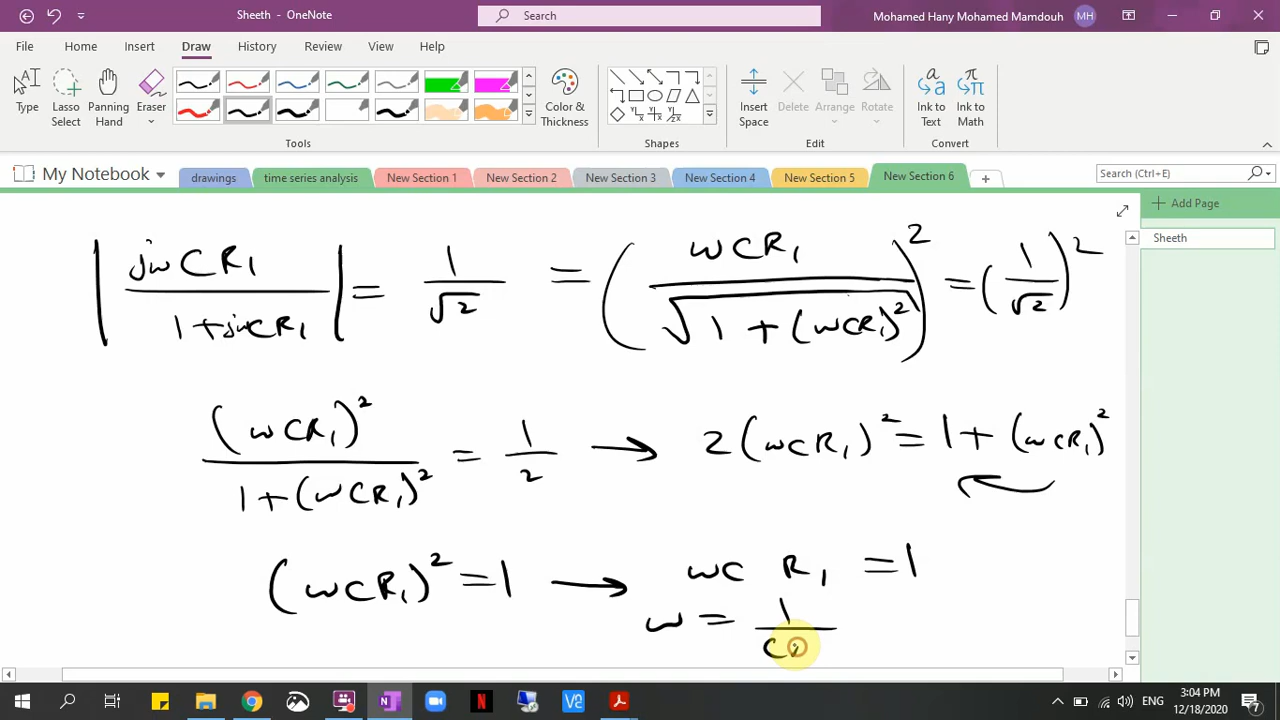 Sheeth - OneNote
Search
Mohamed Hany Mohamed Mamdouh
MH
File Home Insert Draw History Review View Help
Type
Lasso Select
Panning Hand
Eraser
Color & Thickness
Insert Space
Delete
Arrange
Rotate
Ink to Text
Ink to Math
Tools
Shapes
Edit
Convert
My Notebook
drawings
time series analysis
New Section 1
New Section 2
New Section 3
New Section 4
New Section 5
New Section 6
Search (Ctrl+E)
Add Page
Sheeth
|jωCR₁ / (1+jωCR₁)| = 1/√2 = (ωCR₁ / √(1+(ωCR₁)²))² = (1/√2)²
(ωCR₁)² / (1+(ωCR₁)²) = 1/2 → 2(ωCR₁)² = 1+(ωCR₁)²
(ωCR₁)² = 1 → ωC R₁ = 1
ω = 1/C
ENG
3:04 PM
12/18/2020
7